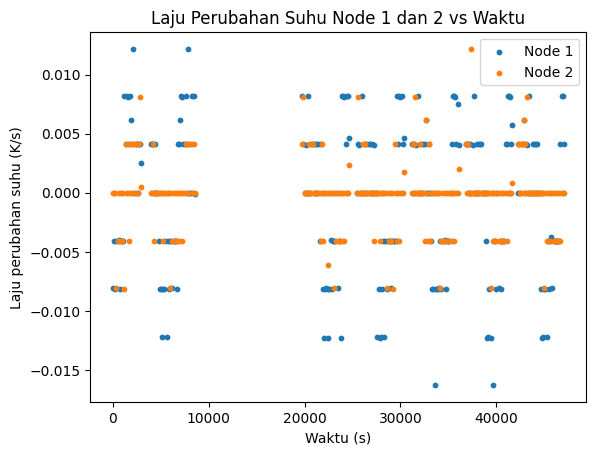 Laju Perubahan Suhu Node 1 dan 2 vs Waktu
Node 1
Node 2
Laju perubahan suhu (K/s)
0.010
0.005
0.000
−0.005
−0.010
−0.015
0 10000 20000 30000 40000
Waktu (s)